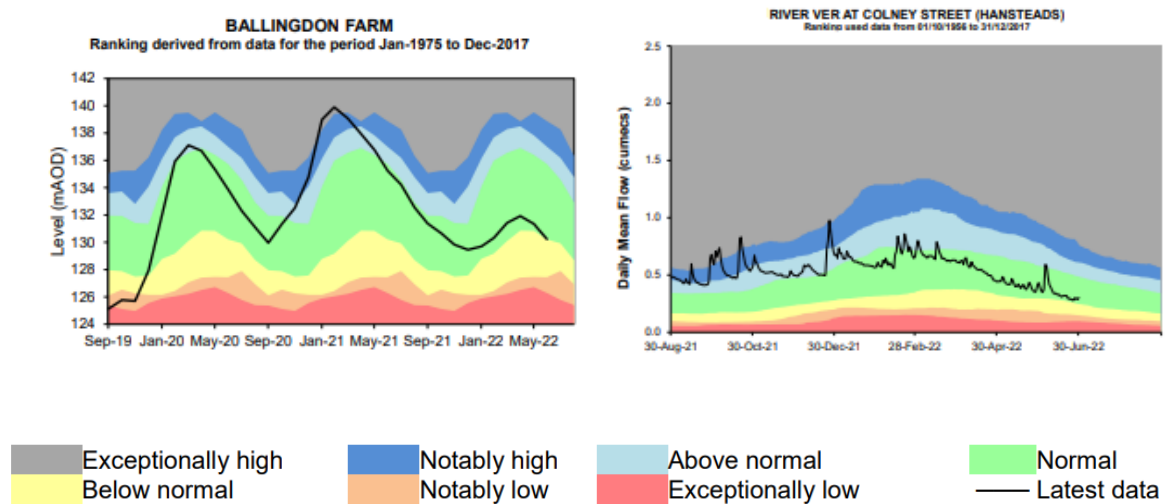 BALLINGDON FARM
Ranking derived from data for the period Jan-1975 to Dec-2017
142
140
138
136
134
132
130
128
126
124
Level (mAOD)
Sep-19 Jan-20 May-20 Sep-20 Jan-21 May-21 Sep-21 Jan-22 May-22
RIVER VER AT COLNEY STREET (HANSTEADS)
Ranking used data from 01/10/1956 to 31/12/2017
2.5
2.0
1.5
1.0
0.5
0.0
Daily Mean Flow (cumecs)
30-Aug-21 30-Oct-21 30-Dec-21 28-Feb-22 30-Apr-22 30-Jun-22
Exceptionally high Notably high Above normal Normal
Below normal Notably low Exceptionally low Latest data